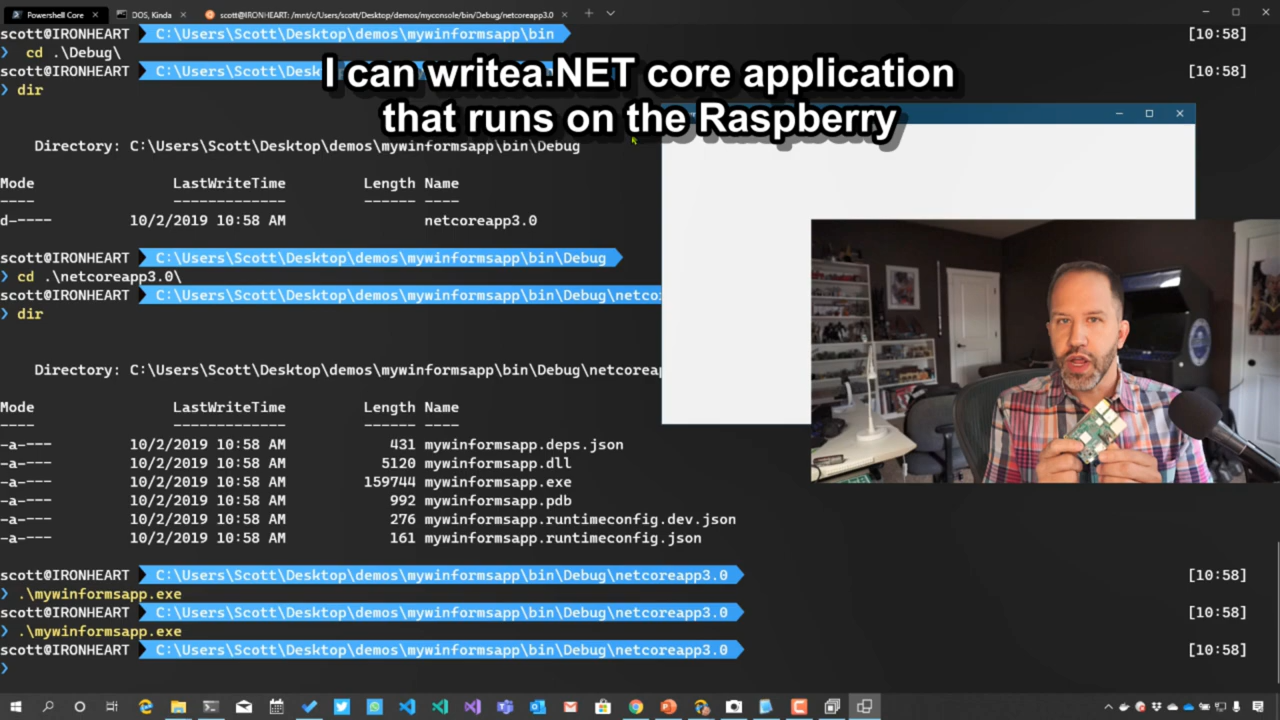 Powershell Core
DOS, Kinda
scott@IRONHEART: /mnt/c/Users/scott/Desktop/demos/myconsole/bin/Debug/netcoreapp3.0
scott@IRONHEART C:\Users\Scott\Desktop\demos\mywinformsapp\bin [10:58]
❯ cd .\Debug\
scott@IRONHEART C:\Users\Scott\Desk [10:58]
I can writea.NET core application
❯ dir
that runs on the Raspberry
Directory: C:\Users\Scott\Desktop\demos\mywinformsapp\bin\Debug
Mode LastWriteTime Length Name
---- ------------- ------ ----
d----- 10/2/2019 10:58 AM netcoreapp3.0
scott@IRONHEART C:\Users\Scott\Desktop\demos\mywinformsapp\bin\Debug
❯ cd .\netcoreapp3.0\
scott@IRONHEART C:\Users\Scott\Desktop\demos\mywinformsapp\bin\Debug\netco
❯ dir
Directory: C:\Users\Scott\Desktop\demos\mywinformsapp\bin\Debug\netcorea
Mode LastWriteTime Length Name
---- ------------- ------ ----
-a---- 10/2/2019 10:58 AM 431 mywinformsapp.deps.json
-a---- 10/2/2019 10:58 AM 5120 mywinformsapp.dll
-a---- 10/2/2019 10:58 AM 159744 mywinformsapp.exe
-a---- 10/2/2019 10:58 AM 992 mywinformsapp.pdb
-a---- 10/2/2019 10:58 AM 276 mywinformsapp.runtimeconfig.dev.json
-a---- 10/2/2019 10:58 AM 161 mywinformsapp.runtimeconfig.json
scott@IRONHEART C:\Users\Scott\Desktop\demos\mywinformsapp\bin\Debug\netcoreapp3.0 [10:58]
❯ .\mywinformsapp.exe
scott@IRONHEART C:\Users\Scott\Desktop\demos\mywinformsapp\bin\Debug\netcoreapp3.0 [10:58]
❯ .\mywinformsapp.exe
scott@IRONHEART C:\Users\Scott\Desktop\demos\mywinformsapp\bin\Debug\netcoreapp3.0 [10:58]
❯